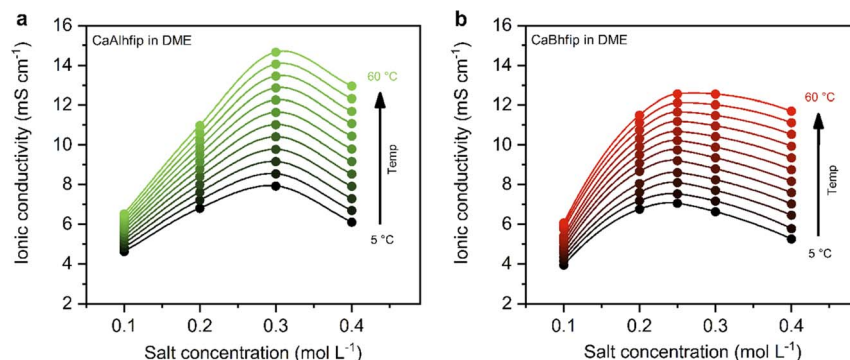 a
CaAlhfip in DME
Ionic conductivity (mS cm⁻¹)
16
14
12
10
8
6
4
2
60 °C
Temp
5 °C
0.1 0.2 0.3 0.4
Salt concentration (mol L⁻¹)
b
CaBhfip in DME
Ionic conductivity (mS cm⁻¹)
16
14
12
10
8
6
4
2
60 °C
Temp
5 °C
0.1 0.2 0.3 0.4
Salt concentration (mol L⁻¹)